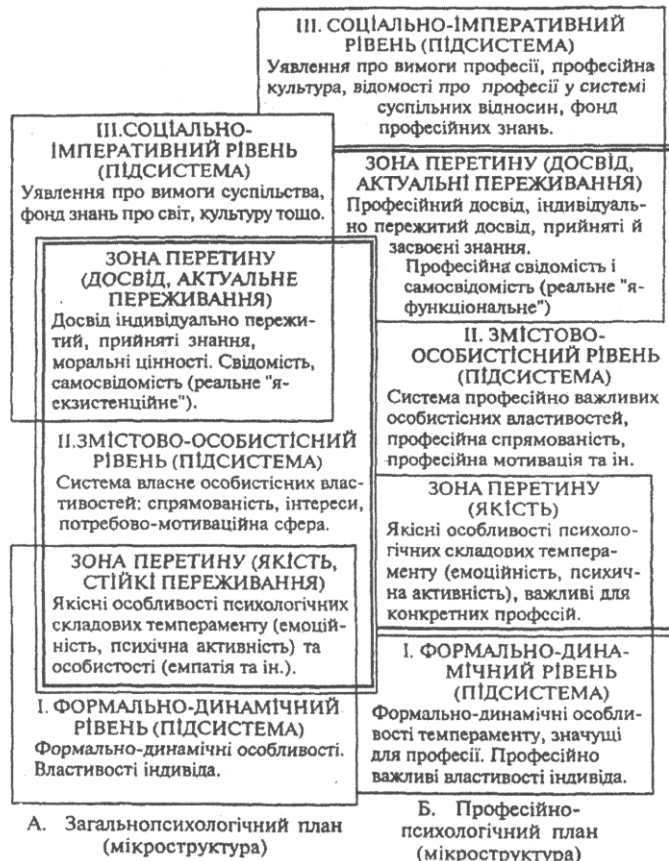 III. СОЦІАЛЬНО-ІМПЕРАТИВНИЙ
РІВЕНЬ (ПІДСИСТЕМА)
Уявлення про вимоги професії, професійна
культура, відомості про професії у системі
суспільних відносин, фонд
професійних знань.
III.СОЦІАЛЬНО-
ІМПЕРАТИВНИЙ РІВЕНЬ
(ПІДСИСТЕМА)
Уявлення про вимоги суспільства,
фонд знань про світ, культуру тощо.
ЗОНА ПЕРЕТИНУ (ДОСВІД,
АКТУАЛЬНІ ПЕРЕЖИВАННЯ)
Професійний досвід, індивідуаль-
но пережитий досвід, прийняті й
засвоєні знання.
Професійна свідомість і
самосвідомість (реальне "я-
функціональне")
ЗОНА ПЕРЕТИНУ
(ДОСВІД, АКТУАЛЬНЕ
ПЕРЕЖИВАННЯ)
Досвід індивідуально пережи-
тий, прийняті знання,
моральні цінності. Свідомість,
самосвідомість (реальне "я-
екзистенційне").
II. ЗМІСТОВО-
ОСОБИСТІСНИЙ РІВЕНЬ
(ПІДСИСТЕМА)
Система професійно важливих
особистісних властивостей,
професійна спрямованість,
професійна мотивація та ін.
II.ЗМІСТОВО-ОСОБИСТІСНИЙ
РІВЕНЬ (ПІДСИСТЕМА)
Система власне особистісних влас-
тивостей: спрямованість, інтереси,
потребово-мотиваційна сфера.
ЗОНА ПЕРЕТИНУ
(ЯКІСТЬ)
Якісні особливості психоло-
гічних складових темпера-
менту (емоційність, психіч-
на активність), важливі для
конкретних професій.
ЗОНА ПЕРЕТИНУ (ЯКІСТЬ,
СТІЙКІ ПЕРЕЖИВАННЯ)
Якісні особливості психологічних
складових темпераменту (емоцій-
ність, психічна активність) та
особистості (емпатія та ін.).
I. ФОРМАЛЬНО-ДИНА-
МІЧНИЙ РІВЕНЬ
(ПІДСИСТЕМА)
Формально-динамічні особли-
вості темпераменту, значущі
для професії. Професійно
важливі властивості індивіда.
I. ФОРМАЛЬНО-ДИНАМІЧНИЙ
РІВЕНЬ (ПІДСИСТЕМА)
Формально-динамічні особливості.
Властивості індивіда.
А. Загальнопсихологічний план
(мікроструктура)
Б. Професійно-
психологічний план
(мікроструктура)